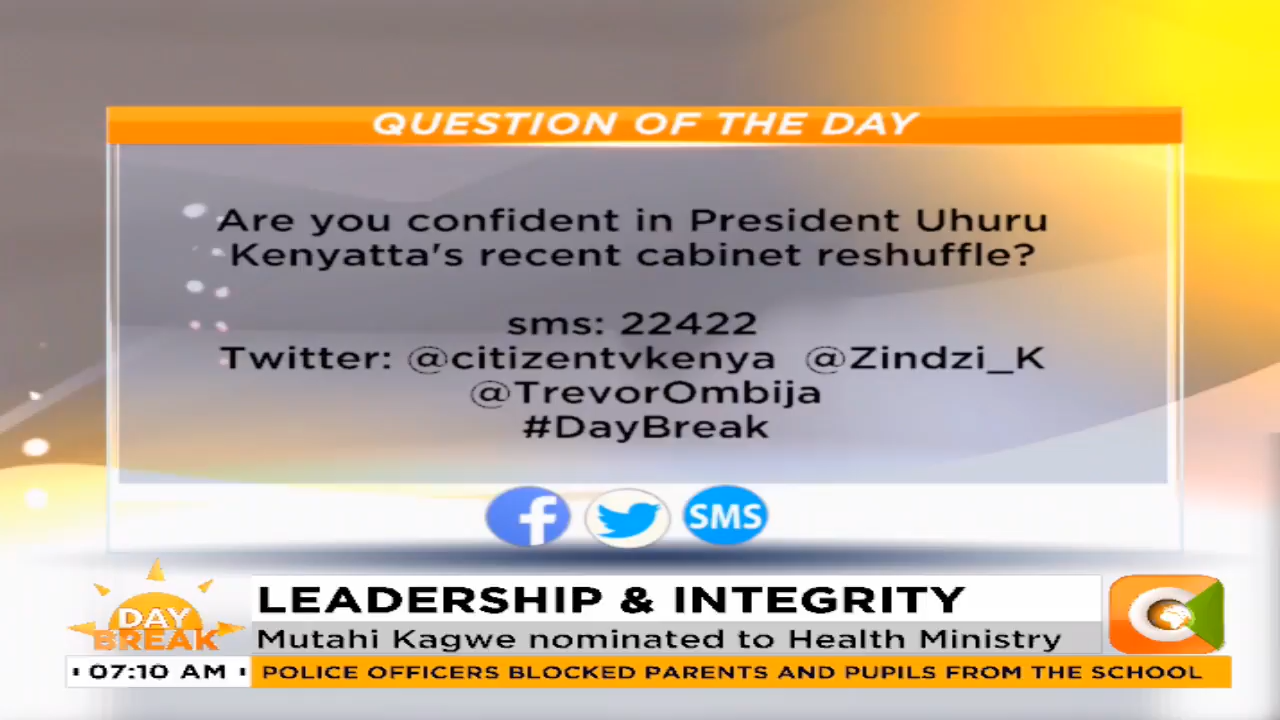 QUESTION OF THE DAY
Are you confident in President Uhuru
Kenyatta's recent cabinet reshuffle?
sms: 22422
Twitter: @citizentvkenya @Zindzi_K
@TrevorOmbija
#DayBreak
f
SMS
DAY
BREAK
LEADERSHIP & INTEGRITY
Mutahi Kagwe nominated to Health Ministry
07:10 AM
POLICE OFFICERS BLOCKED PARENTS AND PUPILS FROM THE SCHOOL